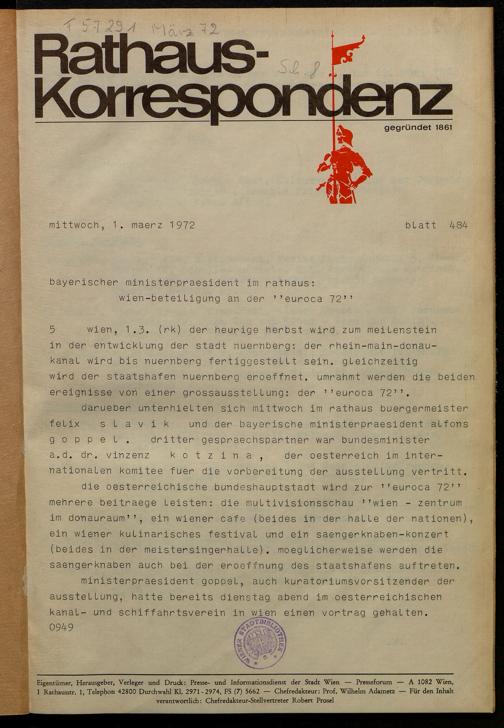 T 57291 März 72
Rathaus-
Korrespondenz
gegründet 1861
mittwoch, 1. maerz 1972 blatt 484
bayerischer ministerpraesident im rathaus:
wien-beteiligung an der ''euroca 72''
5 wien, 1.3. (rk) der heurige herbst wird zum meilenstein
in der entwicklung der stadt nuernberg: der rhein-main-donau-
kanal wird bis nuernberg fertiggestellt sein. gleichzeitig
wird der staatshafen nuernberg eroeffnet. umrahmt werden die beiden
ereignisse von einer grossausstellung: der ''euroca 72''.
darueber unterhielten sich mittwoch im rathaus buergermeister
felix s l a v i k und der bayerische ministerpraesident alfons
g o p p e l . dritter gespraechspartner war bundesminister
a.d. dr. vinzenz k o t z i n a , der oesterreich im inter-
nationalen komitee fuer die vorbereitung der ausstellung vertritt.
die oesterreichische bundeshauptstadt wird zur ''euroca 72''
mehrere beitraege leisten: die multivisionsschau ''wien - zentrum
im donauraum'', ein wiener cafe (beides in der halle der nationen),
ein wiener kulinarisches festival und ein saengerknaben-konzert
(beides in der meistersingerhalle). moeglicherweise werden die
saengerknaben auch bei der eroeffnung des staatshafens auftreten.
ministerpraesident goppel, auch kuratoriumsvorsitzender der
ausstellung, hatte bereits dienstag abend im oesterreichischen
kanal- und schiffahrtsverein in wien einen vortrag gehalten.
0949
WIENER STADTBIBLIOTHEK
Eigentümer, Herausgeber, Verleger und Druck: Presse- und Informationsdienst der Stadt Wien — Presseforum — A 1082 Wien,
1 Rathausstr. 1, Telephon 42800 Durchwahl Kl. 2971-2974, FS (7) 5662 — Chefredakteur: Prof. Wilhelm Adametz — Für den Inhalt
verantwortlich: Chefredakteur-Stellvertreter Robert Prosel